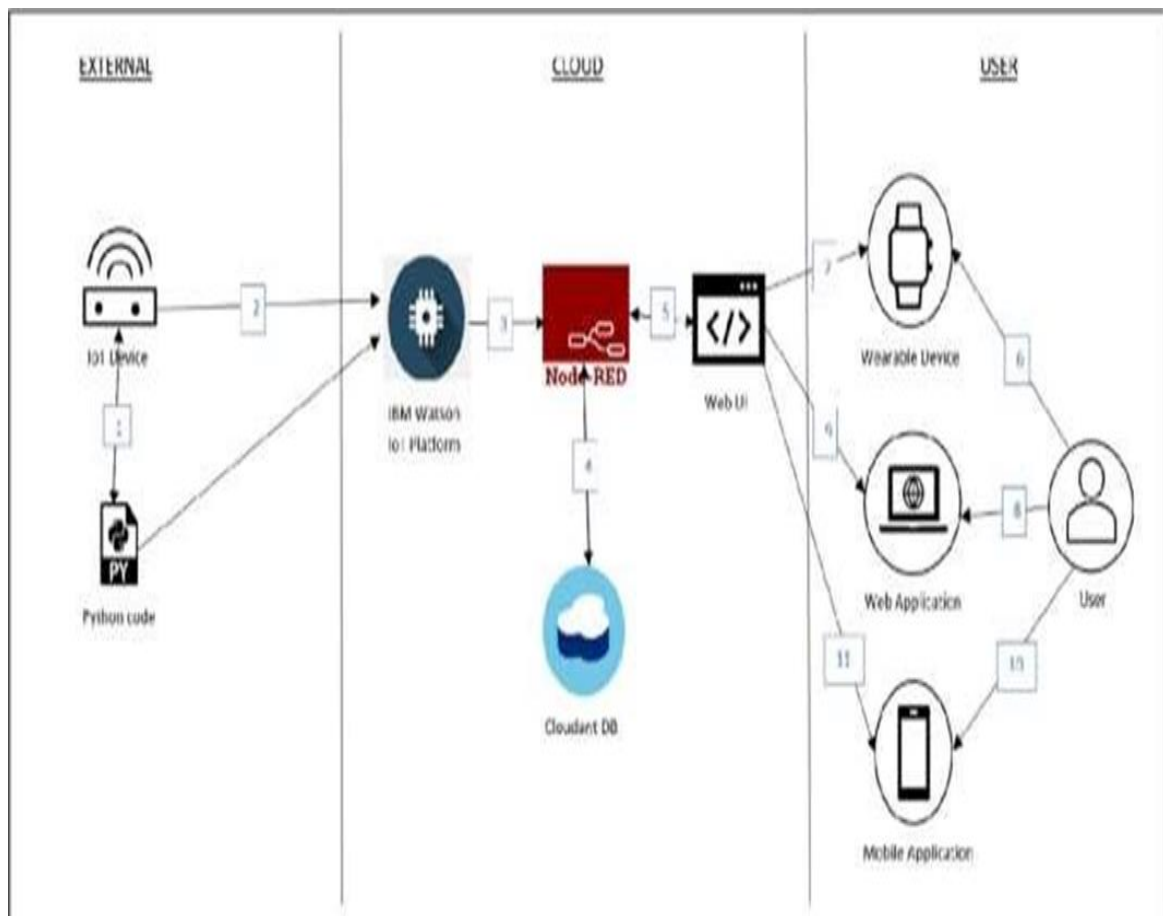 EXTERNAL
CLOUD
USER
IoT Device
2
1
PY
Python code
IBM Watson
IoT Platform
3
Node-RED
4
Cloudant DB
5
Web UI
7
Wearable Device
6
Web Application
8
User
11
10
Mobile Application